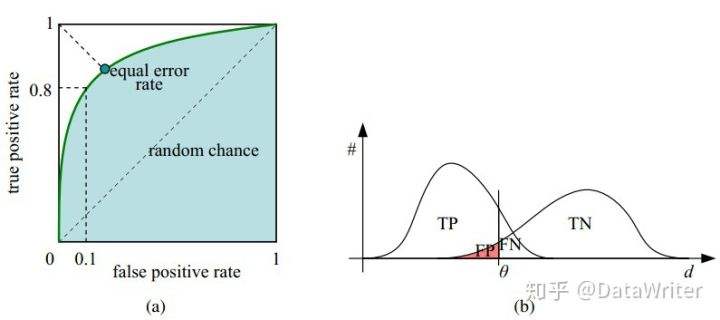 1
true positive rate
0.8
equal error
rate
random chance
0
0.1
1
false positive rate
(a)
#
TP
TN
FP
FN
θ
d
(b)
知乎 @DataWriter